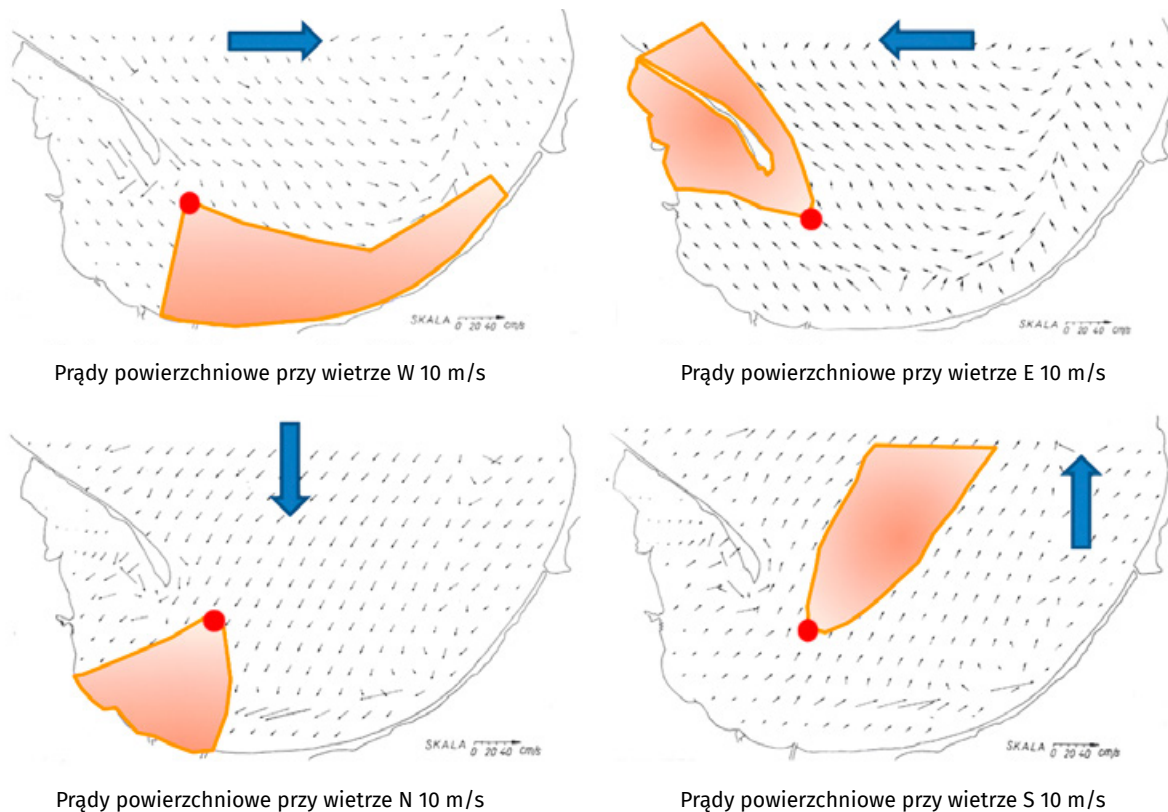 SKALA 0 20 40 cm/s
SKALA 0 20 40 cm/s
Prądy powierzchniowe przy wietrze W 10 m/s
Prądy powierzchniowe przy wietrze E 10 m/s
SKALA 0 20 40 cm/s
SKALA 0 20 40 cm/s
Prądy powierzchniowe przy wietrze N 10 m/s
Prądy powierzchniowe przy wietrze S 10 m/s